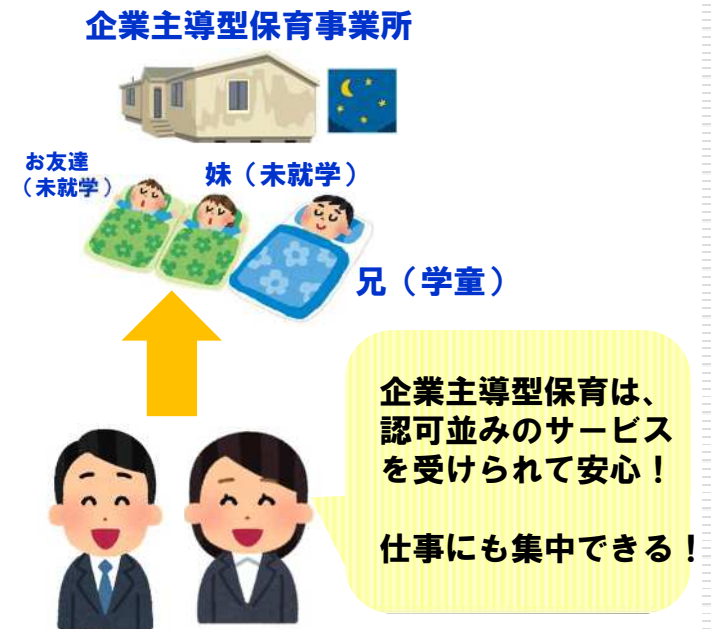 企業主導型保育事業所
お友達
（未就学）
妹（未就学）
兄（学童）
企業主導型保育は、
認可並みのサービス
を受けられて安心！
仕事にも集中できる！